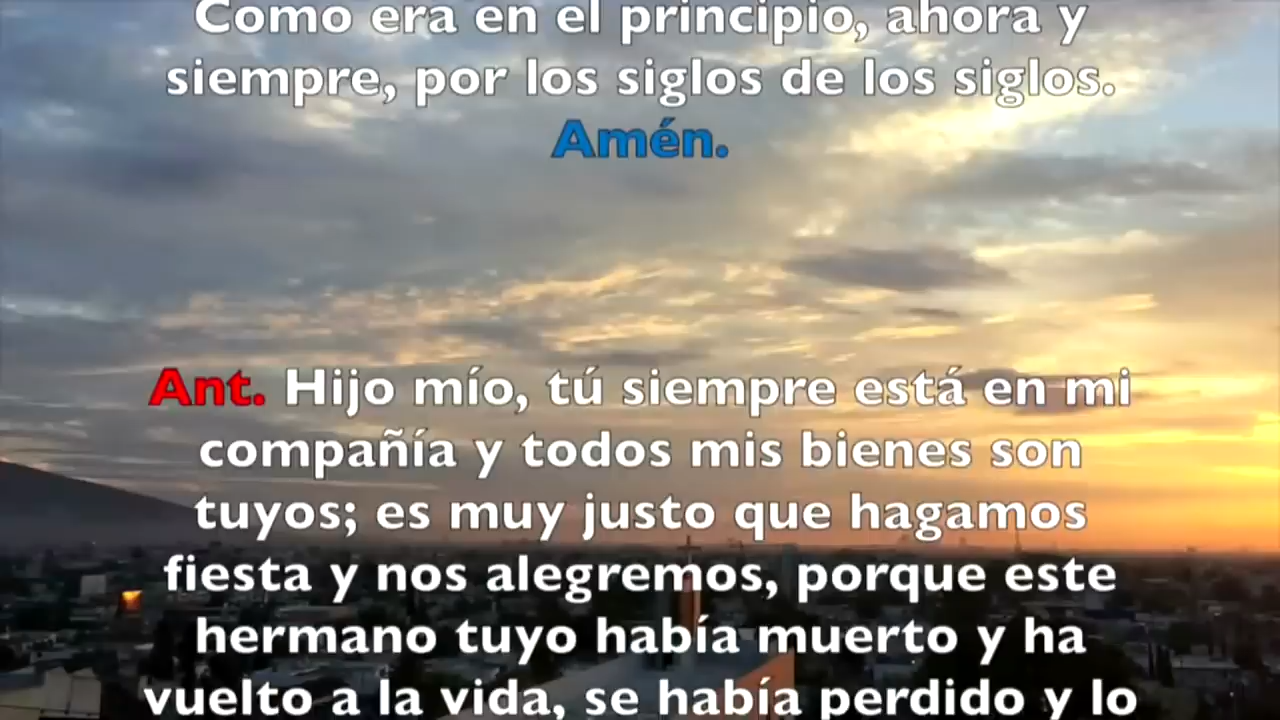 Como era en el principio, ahora y
siempre, por los siglos de los siglos.
Amén.
Ant. Hijo mío, tú siempre está en mi
compañía y todos mis bienes son
tuyos; es muy justo que hagamos
fiesta y nos alegremos, porque este
hermano tuyo había muerto y ha
vuelto a la vida, se había perdido y lo